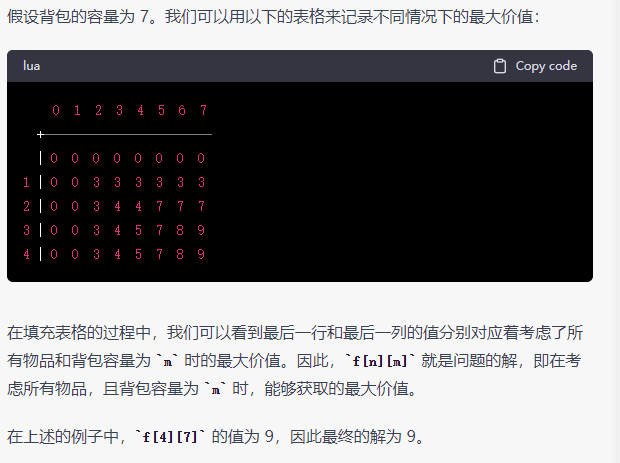 假设背包的容量为 7。我们可以用以下的表格来记录不同情况下的最大价值：
lua
Copy code
0 1 2 3 4 5 6 7
+————————————————
| 0 0 0 0 0 0 0 0
1 | 0 0 3 3 3 3 3 3
2 | 0 0 3 4 4 7 7 7
3 | 0 0 3 4 5 7 8 9
4 | 0 0 3 4 5 7 8 9
在填充表格的过程中，我们可以看到最后一行和最后一列的值分别对应着考虑了所
有物品和背包容量为 `m` 时的最大价值。因此，`f[n][m]` 就是问题的解，即在考
虑所有物品，且背包容量为 `m` 时，能够获取的最大价值。
在上述的例子中，`f[4][7]` 的值为 9，因此最终的解为 9。